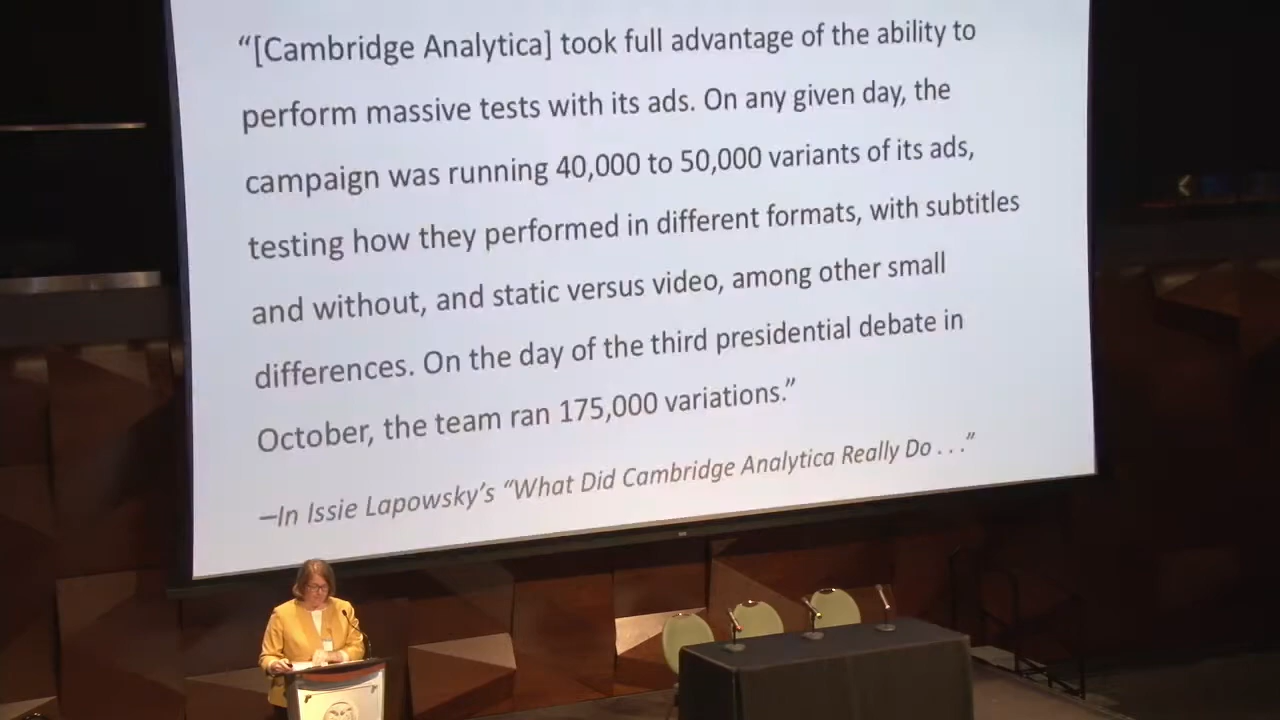 “[Cambridge Analytica] took full advantage of the ability to
perform massive tests with its ads. On any given day, the
campaign was running 40,000 to 50,000 variants of its ads,
testing how they performed in different formats, with subtitles
and without, and static versus video, among other small
differences. On the day of the third presidential debate in
October, the team ran 175,000 variations.”
–In Issie Lapowsky’s “What Did Cambridge Analytica Really Do . . .”